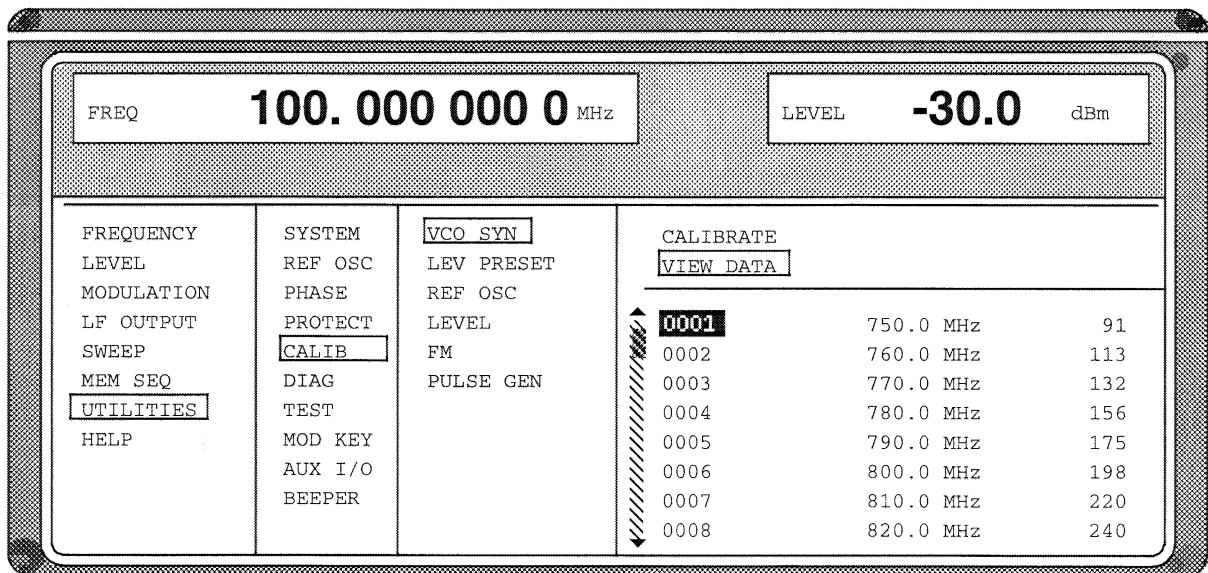 FREQ 100. 000 000 0 MHz
LEVEL -30.0 dBm
FREQUENCY
LEVEL
MODULATION
LF OUTPUT
SWEEP
MEM SEQ
UTILITIES
HELP
SYSTEM
REF OSC
PHASE
PROTECT
CALIB
DIAG
TEST
MOD KEY
AUX I/O
BEEPER
VCO SYN
LEV PRESET
REF OSC
LEVEL
FM
PULSE GEN
CALIBRATE
VIEW DATA
0001 750.0 MHz 91
0002 760.0 MHz 113
0003 770.0 MHz 132
0004 780.0 MHz 156
0005 790.0 MHz 175
0006 800.0 MHz 198
0007 810.0 MHz 220
0008 820.0 MHz 240